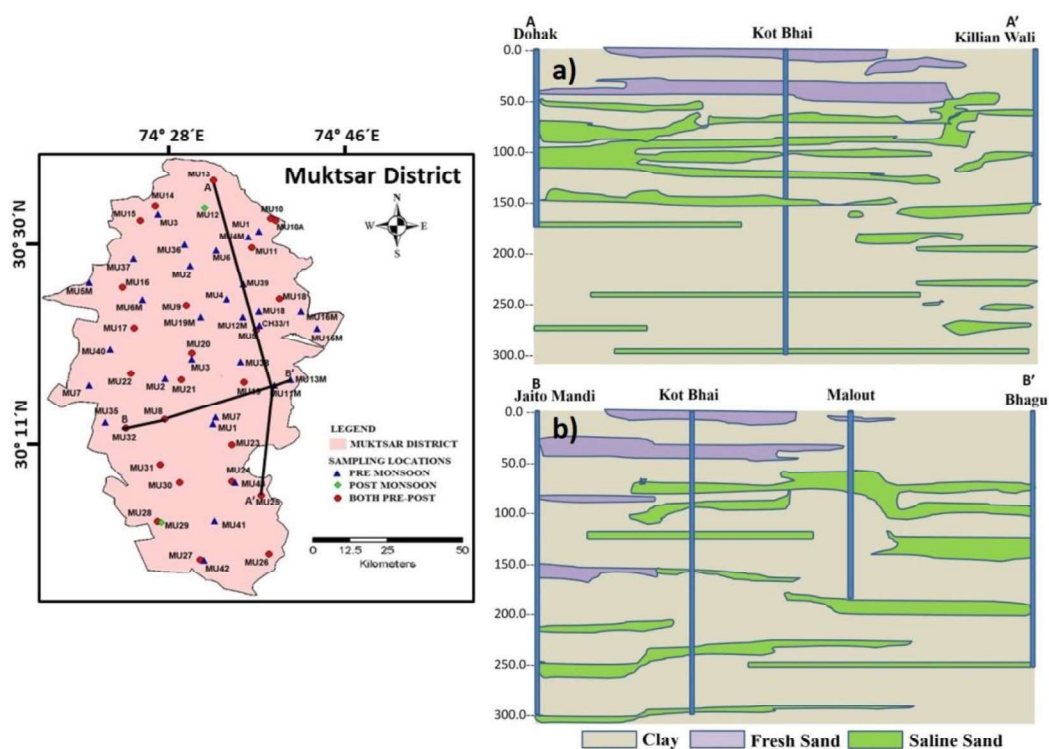 74° 28'E
74° 46'E
30° 30'N
30° 11'N
Muktsar District
N
W E
S
MU13
A
MU14
MU12
MU15
MU3
MU10
MU1
MU10A
MU4M
MU36
MU11
MU6
MU37
MU2
MU5M
MU16
MU39
MU6M
MU4
MU18
MU9
MU18
MU16M
MU19M
MU12M
CH33/1
MU17
MU5
MU16M
MU40
MU20
MU3
MU38
MU22
MU2
MU21
B'
MU13M
MU7
MU19
MU11M
MU35
B
MU8
MU7
MU32
MU1
MU23
MU31
MU24
MU30
A'
MU25
MU28
MU29
MU41
MU27
MU42
MU26
LEGEND
MUKTSAR DISTRICT
SAMPLING LOCATIONS
PRE MONSOON
POST MONSOON
BOTH PRE-POST
0 12.5 25 50
Kilometers
A
Dohak
Kot Bhai
A'
Killian Wali
a)
0.0
50.0
100.0
150.0
200.0
250.0
300.0
B
Jaito Mandi
Kot Bhai
Malout
B'
Bhagu
b)
0.0
50.0
100.0
150.0
200.0
250.0
300.0
Clay
Fresh Sand
Saline Sand